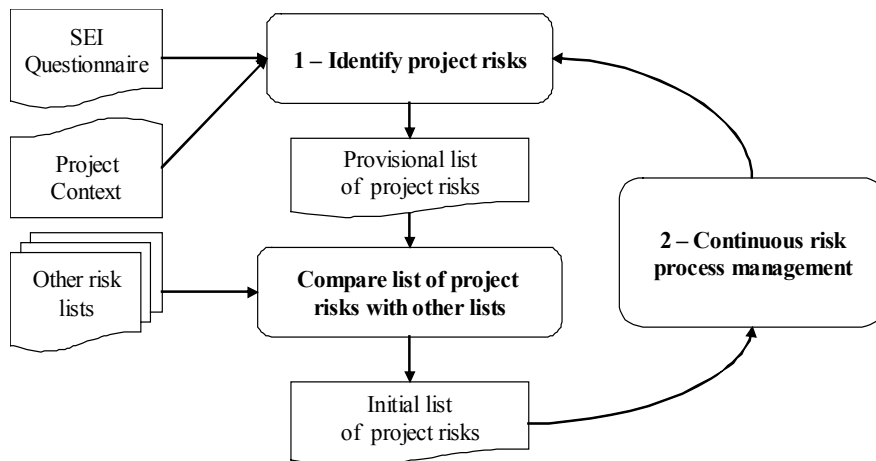 SEI
Questionnaire
1 – Identify project risks
Project
Context
Provisional list
of project risks
2 – Continuous risk
process management
Other risk
lists
Compare list of project
risks with other lists
Initial list
of project risks